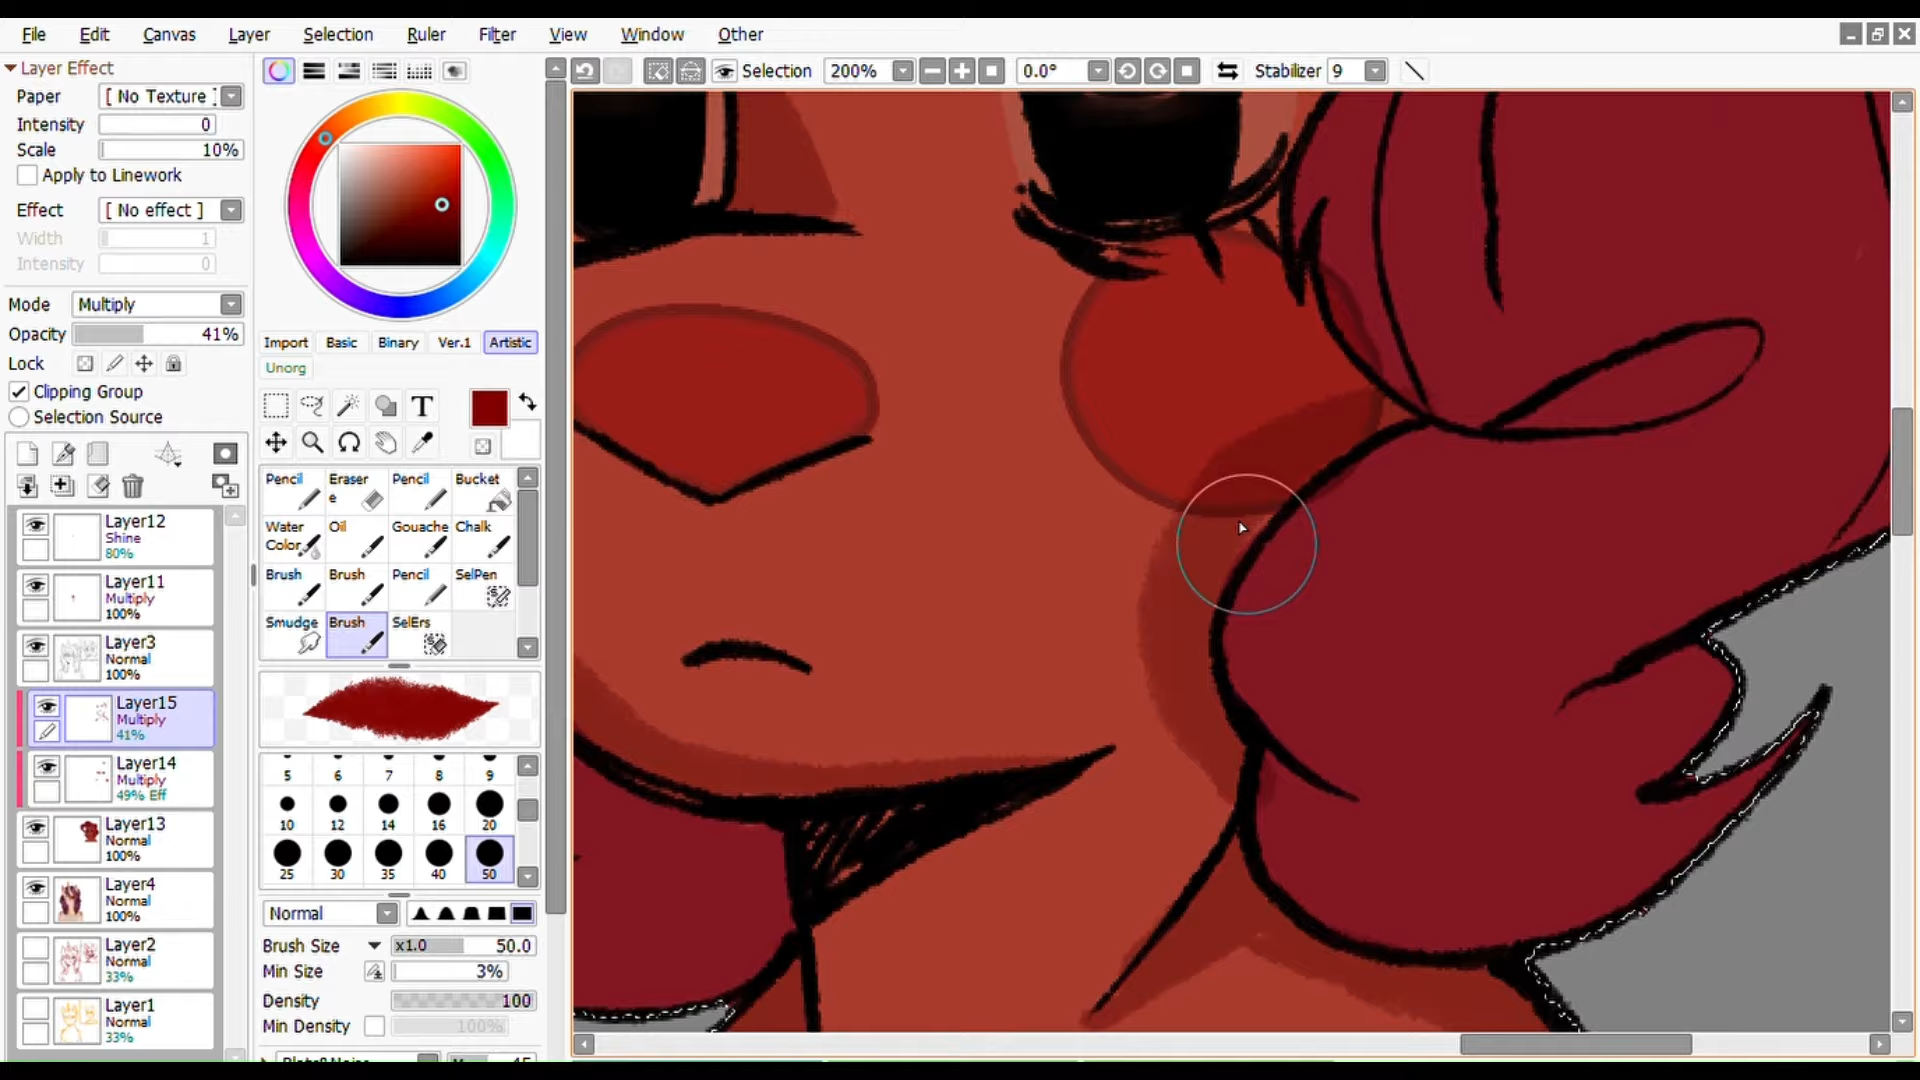 File Edit Canvas Layer Selection Ruler Filter View Window Other
Layer Effect
Paper [ No Texture ]
Intensity 0
Scale 10%
Apply to Linework
Effect [ No effect ]
Width 1
Intensity 0
Mode Multiply
Opacity 41%
Lock
Clipping Group
Selection Source
Layer12
Shine
80%
Layer11
Multiply
100%
Layer3
Normal
100%
Layer15
Multiply
41%
Layer14
Multiply
49% Eff
Layer13
Normal
100%
Layer4
Normal
100%
Layer2
Normal
33%
Layer1
Normal
33%
Import Basic Binary Ver.1 Artistic
Unorg
T
Pencil Eraser e Pencil Bucket
Water Color Oil Gouache Chalk
Brush Brush Pencil SelPen
Smudge Brush SelErs
5 6 7 8 9
10 12 14 16 20
25 30 35 40 50
Normal
Brush Size x1.0 50.0
Min Size 3%
Density 100
Min Density 100%
Selection 200% 0.0° Stabilizer 9